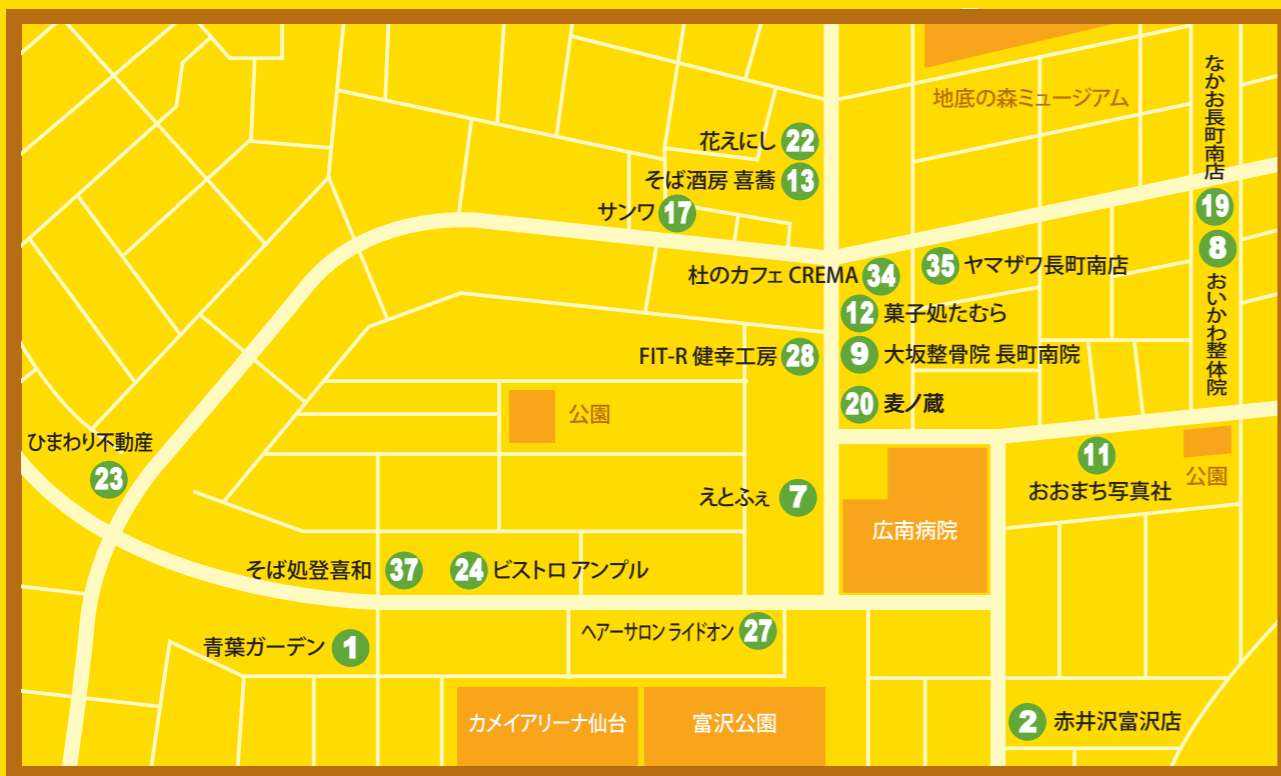 地底の森ミュージアム
なかお長町南店
花えにし 22
そば酒房 喜蕎 13
サンワ 17
19
8
おいかわ整体院
杜のカフェ CREMA 34
35 ヤマザワ長町南店
12 菓子処たむら
FIT-R 健幸工房 28
9 大坂整骨院 長町南院
20 麦ノ蔵
公園
ひまわり不動産
23
11
おおまち写真社
公園
えとふぇ 7
広南病院
そば処登喜和 37
24 ビストロ アンプル
ヘアーサロン ライドオン 27
青葉ガーデン 1
カメイアリーナ仙台
富沢公園
2 赤井沢富沢店